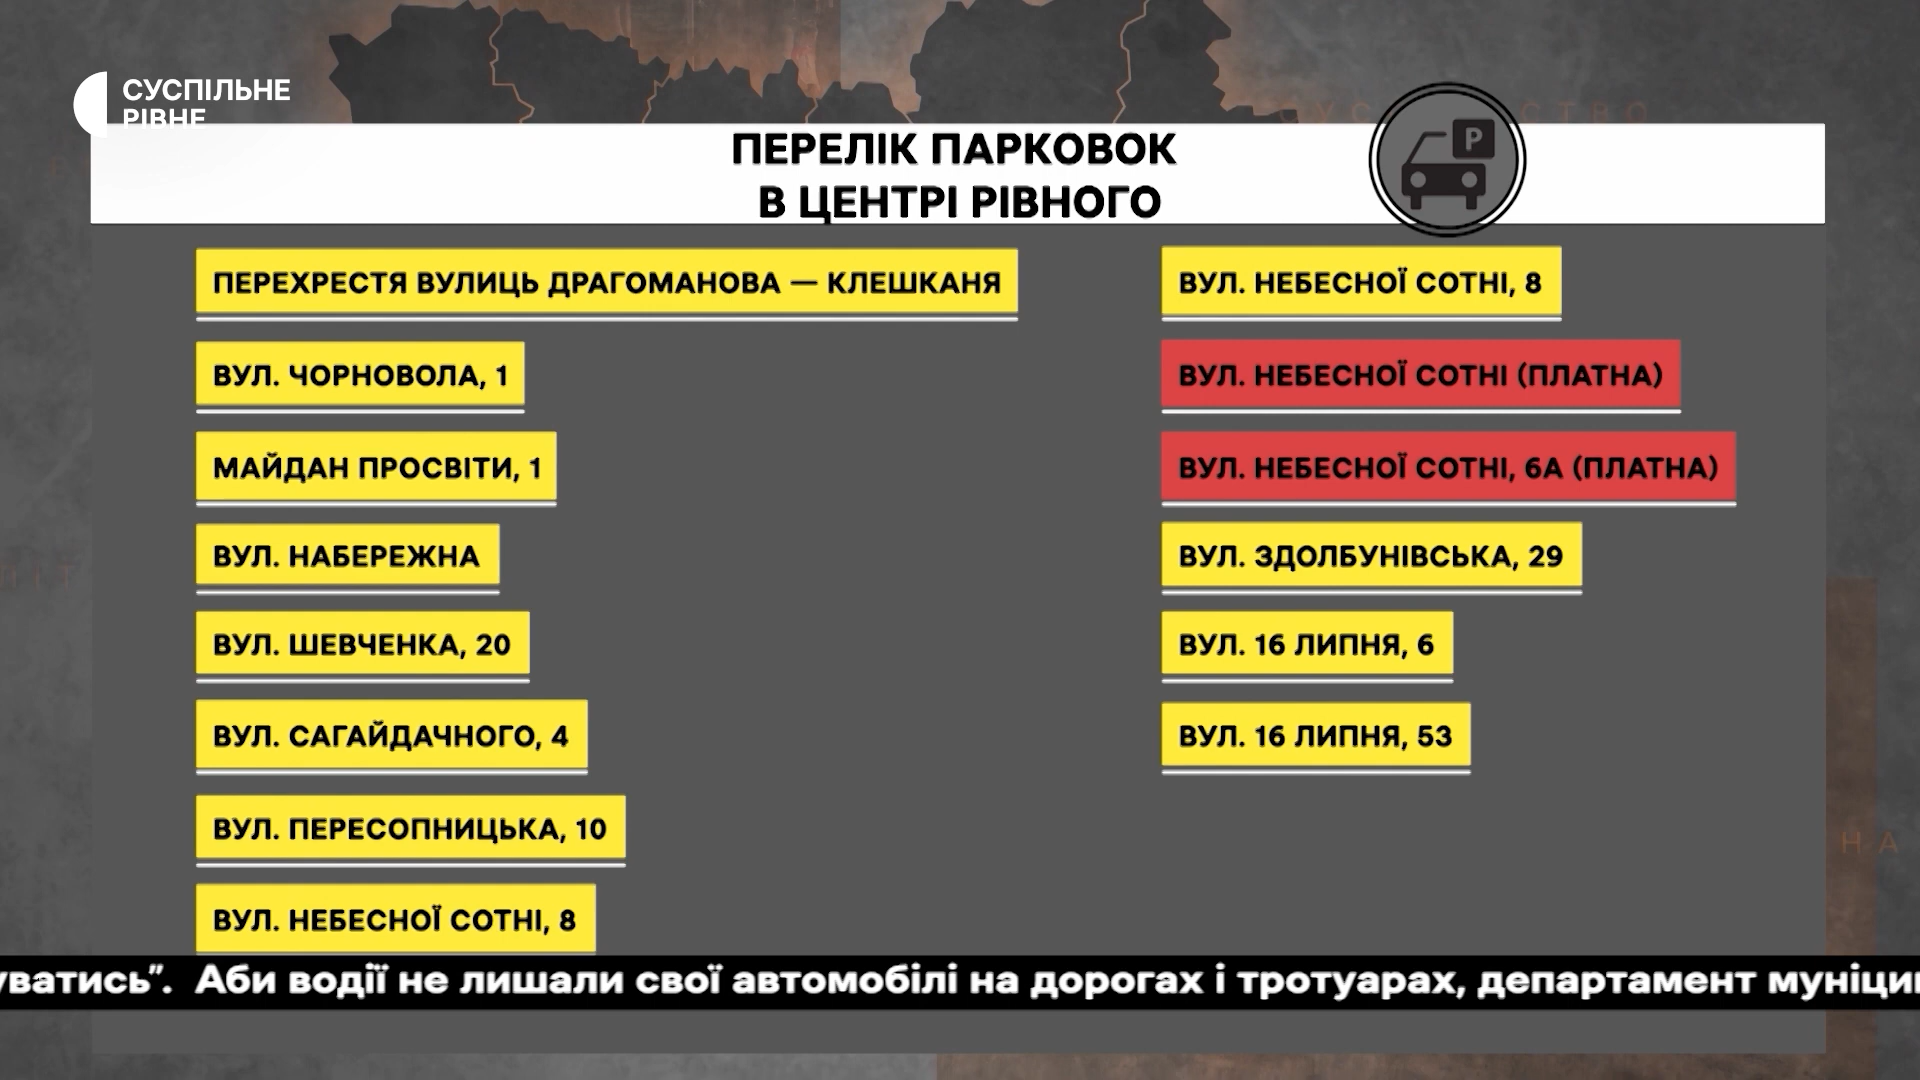 СУСПІЛЬНЕ
РІВНЕ
ПЕРЕЛІК ПАРКОВОК
В ЦЕНТРІ РІВНОГО
ПЕРЕХРЕСТЯ ВУЛИЦЬ ДРАГОМАНОВА — КЛЕШКАНЯ
ВУЛ. ЧОРНОВОЛА, 1
МАЙДАН ПРОСВІТИ, 1
ВУЛ. НАБЕРЕЖНА
ВУЛ. ШЕВЧЕНКА, 20
ВУЛ. САГАЙДАЧНОГО, 4
ВУЛ. ПЕРЕСОПНИЦЬКА, 10
ВУЛ. НЕБЕСНОЇ СОТНІ, 8
ВУЛ. НЕБЕСНОЇ СОТНІ, 8
ВУЛ. НЕБЕСНОЇ СОТНІ (ПЛАТНА)
ВУЛ. НЕБЕСНОЇ СОТНІ, 6А (ПЛАТНА)
ВУЛ. ЗДОЛБУНІВСЬКА, 29
ВУЛ. 16 ЛИПНЯ, 6
ВУЛ. 16 ЛИПНЯ, 53
уватись”. Аби водії не лишали свої автомобілі на дорогах і тротуарах, департамент муніци